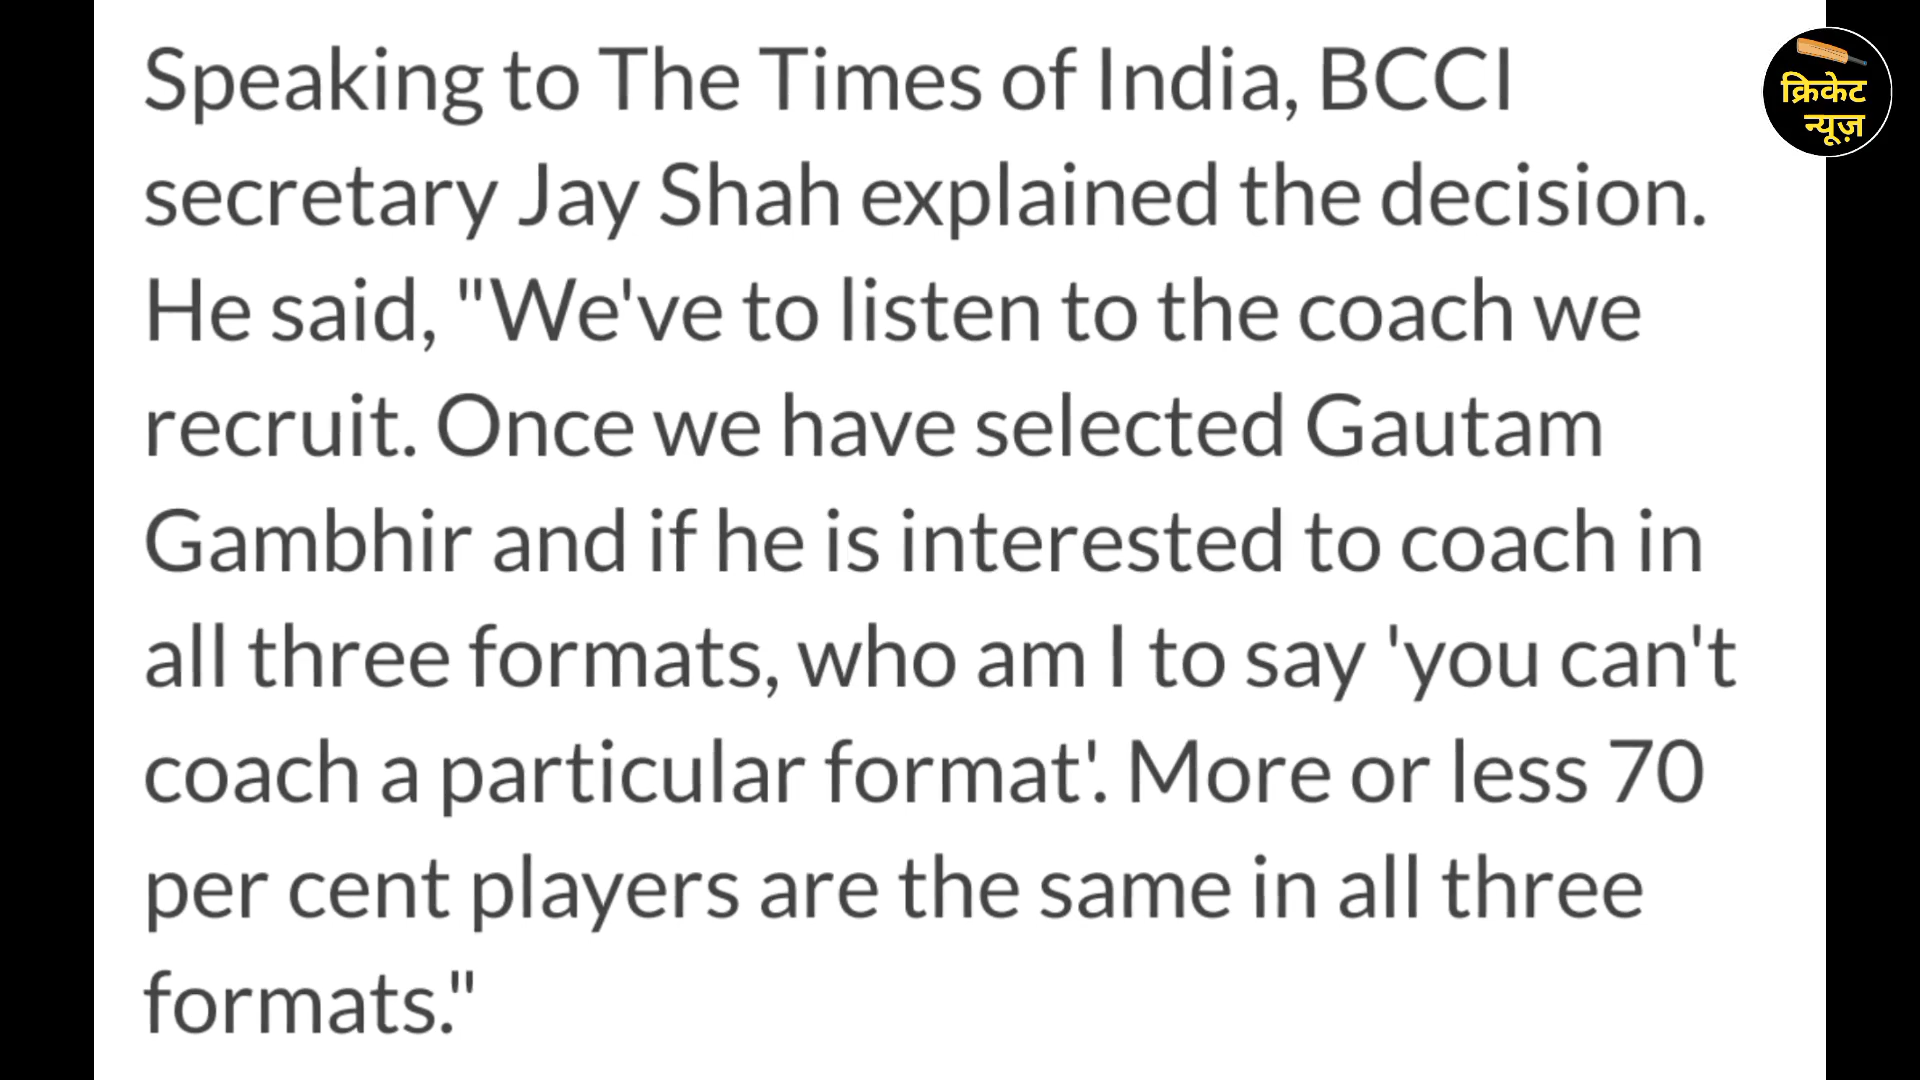 Speaking to The Times of India, BCCI
secretary Jay Shah explained the decision.
He said, "We've to listen to the coach we
recruit. Once we have selected Gautam
Gambhir and if he is interested to coach in
all three formats, who am I to say 'you can't
coach a particular format'. More or less 70
per cent players are the same in all three
formats."
क्रिकेट
न्यूज़